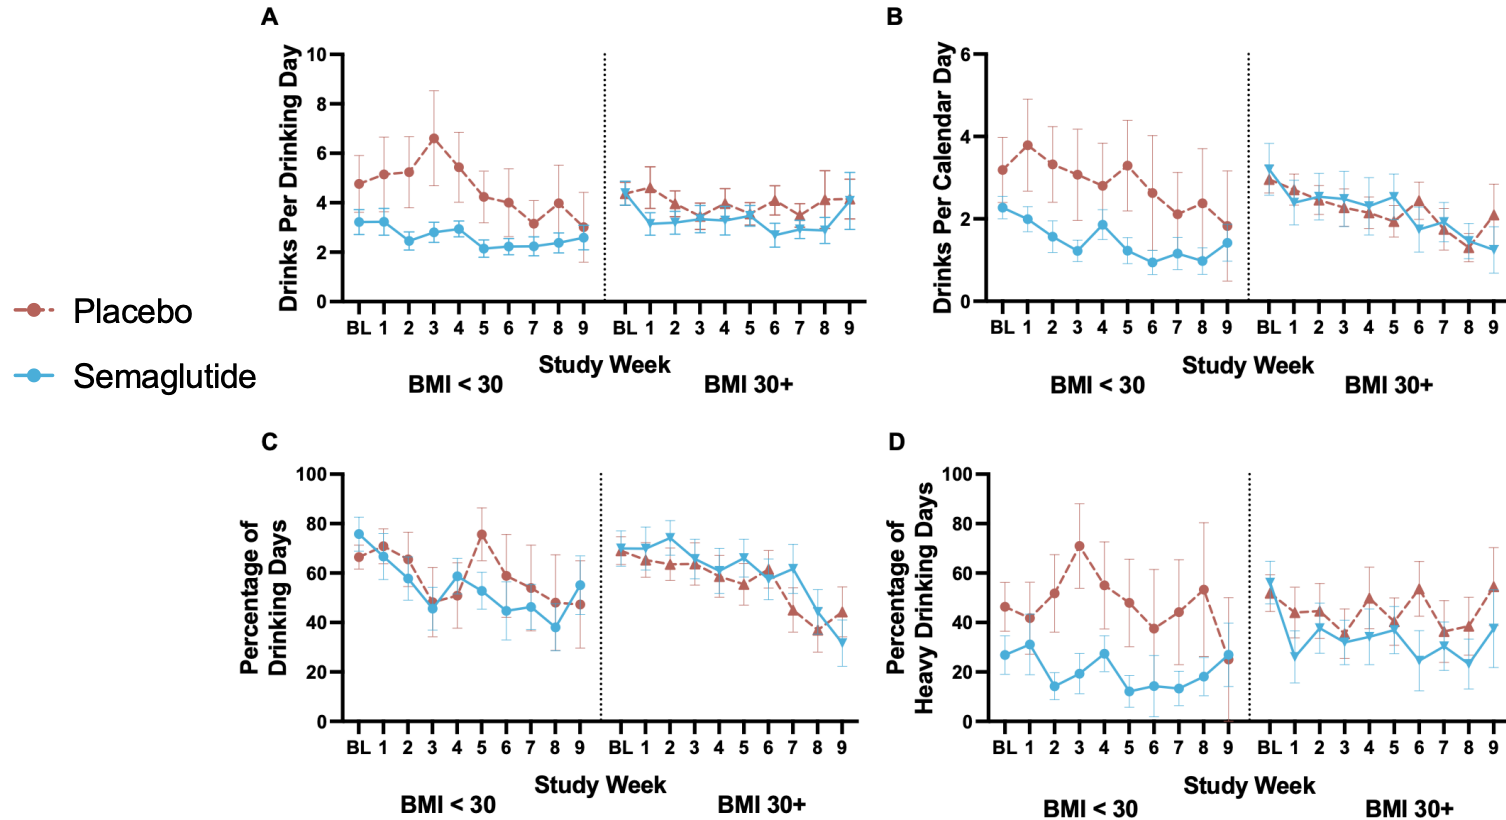 A
Drinks Per Drinking Day
10
8
6
4
2
0
BL 1 2 3 4 5 6 7 8 9 BL 1 2 3 4 5 6 7 8 9
Study Week
BMI < 30 BMI 30+
B
Drinks Per Calendar Day
6
4
2
0
BL 1 2 3 4 5 6 7 8 9 BL 1 2 3 4 5 6 7 8 9
Study Week
BMI < 30 BMI 30+
Placebo
Semaglutide
C
Percentage of
Drinking Days
100
80
60
40
20
0
BL 1 2 3 4 5 6 7 8 9 BL 1 2 3 4 5 6 7 8 9
Study Week
BMI < 30 BMI 30+
D
Percentage of
Heavy Drinking Days
100
80
60
40
20
0
BL 1 2 3 4 5 6 7 8 9 BL 1 2 3 4 5 6 7 8 9
Study Week
BMI < 30 BMI 30+